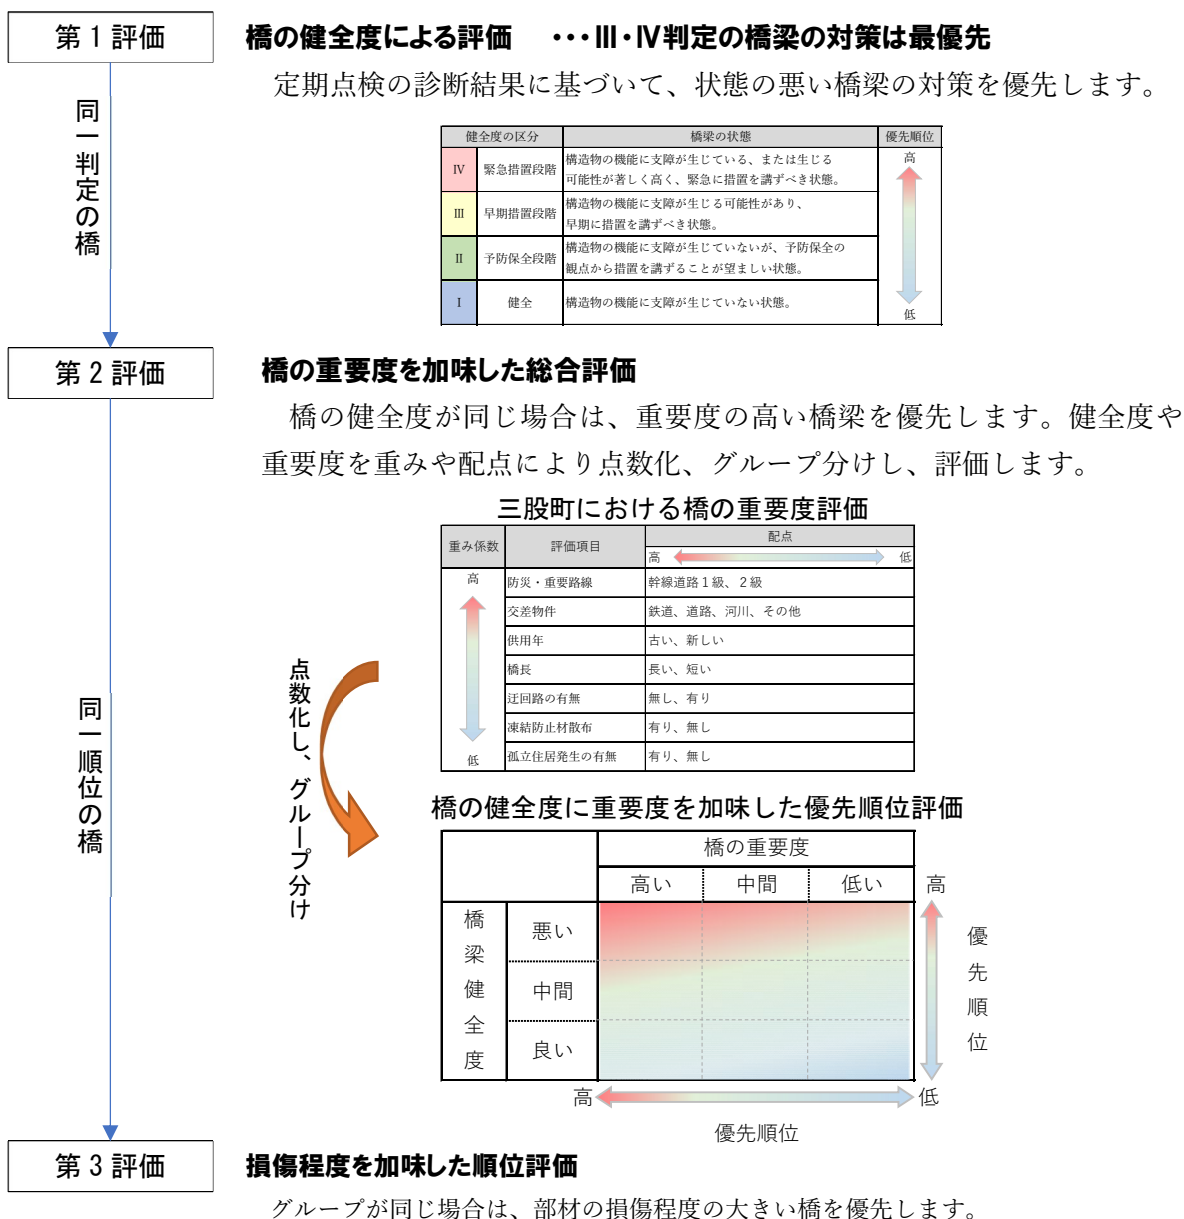 第１評価
橋の健全度による評価　・・・Ⅲ・Ⅳ判定の橋梁の対策は最優先
定期点検の診断結果に基づいて、状態の悪い橋梁の対策を優先します。
同一判定の橋
健全度の区分　橋梁の状態　優先順位
Ⅳ　緊急措置段階　構造物の機能に支障が生じている、または生じる
可能性が著しく高く、緊急に措置を講ずべき状態。
高
Ⅲ　早期措置段階　構造物の機能に支障が生じる可能性があり、
早期に措置を講ずべき状態。
Ⅱ　予防保全段階　構造物の機能に支障が生じていないが、予防保全の
観点から措置を講ずることが望ましい状態。
Ⅰ　健全　構造物の機能に支障が生じていない状態。
低
第２評価
橋の重要度を加味した総合評価
橋の健全度が同じ場合は、重要度の高い橋梁を優先します。健全度や
重要度を重みや配点により点数化、グループ分けし、評価します。
同一順位の橋
三股町における橋の重要度評価
重み係数　評価項目　配点
高　低
高　防災・重要路線　幹線道路１級、２級
交差物件　鉄道、道路、河川、その他
供用年　古い、新しい
橋長　長い、短い
迂回路の有無　無し、有り
凍結防止材散布　有り、無し
低　孤立住居発生の有無　有り、無し
点数化し、グループ分け
橋の健全度に重要度を加味した優先順位評価
橋の重要度
高い　中間　低い　高
橋梁健全度
悪い
中間
良い
優先順位
高　低
優先順位
第３評価
損傷程度を加味した順位評価
グループが同じ場合は、部材の損傷程度の大きい橋を優先します。